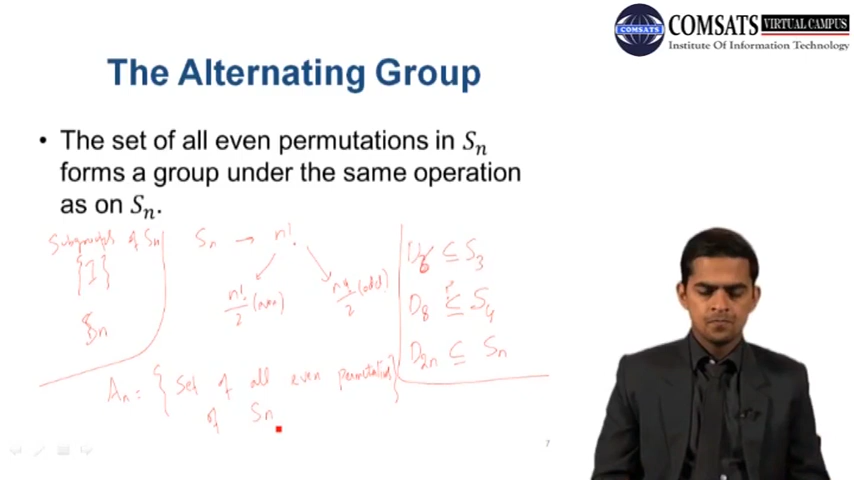 COMSATS VIRTUAL CAMPUS
COMSATS
Institute Of Information Technology
The Alternating Group
• The set of all even permutations in Sₙ
forms a group under the same operation
as on Sₙ.
Subgroups of Sn
{I}
Sn
Sn → n!
n!/2 (even)
n!/2 (odd)
D6 ⊆ S3
D8 ⊆ S4
D2n ⊆ Sn
An = { Set of all even permutations
of Sn
7